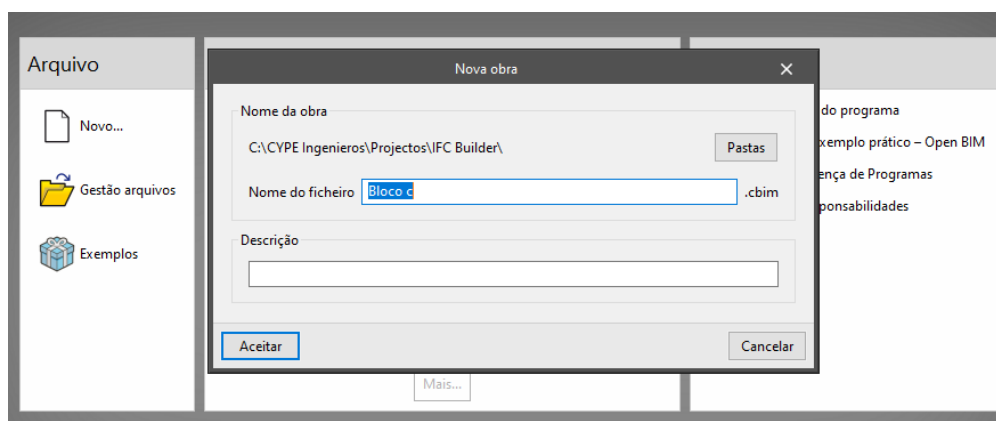 Arquivo
Novo...
Gestão arquivos
Exemplos
Nova obra
Nome da obra
C:\CYPE Ingenieros\Projectos\IFC Builder\
Pastas
Nome do ficheiro
Bloco c
.cbim
Descrição
Aceitar
Cancelar
Mais...
do programa
xemplo prático – Open BIM
ença de Programas
ponsabilidades